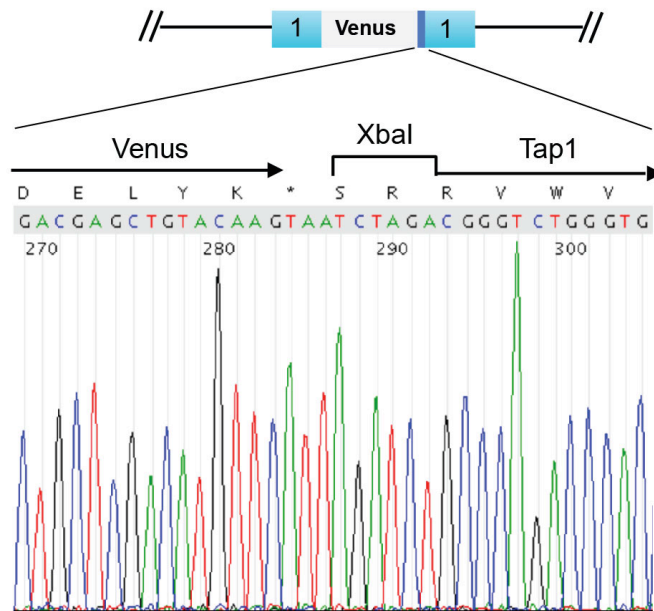 1 Venus 1
XbaI
Venus Tap1
D E L Y K * S R R V W V
GACGAGCTGTACAAGTAATCTAGACGGGTCTGGGTG
270 280 290 300